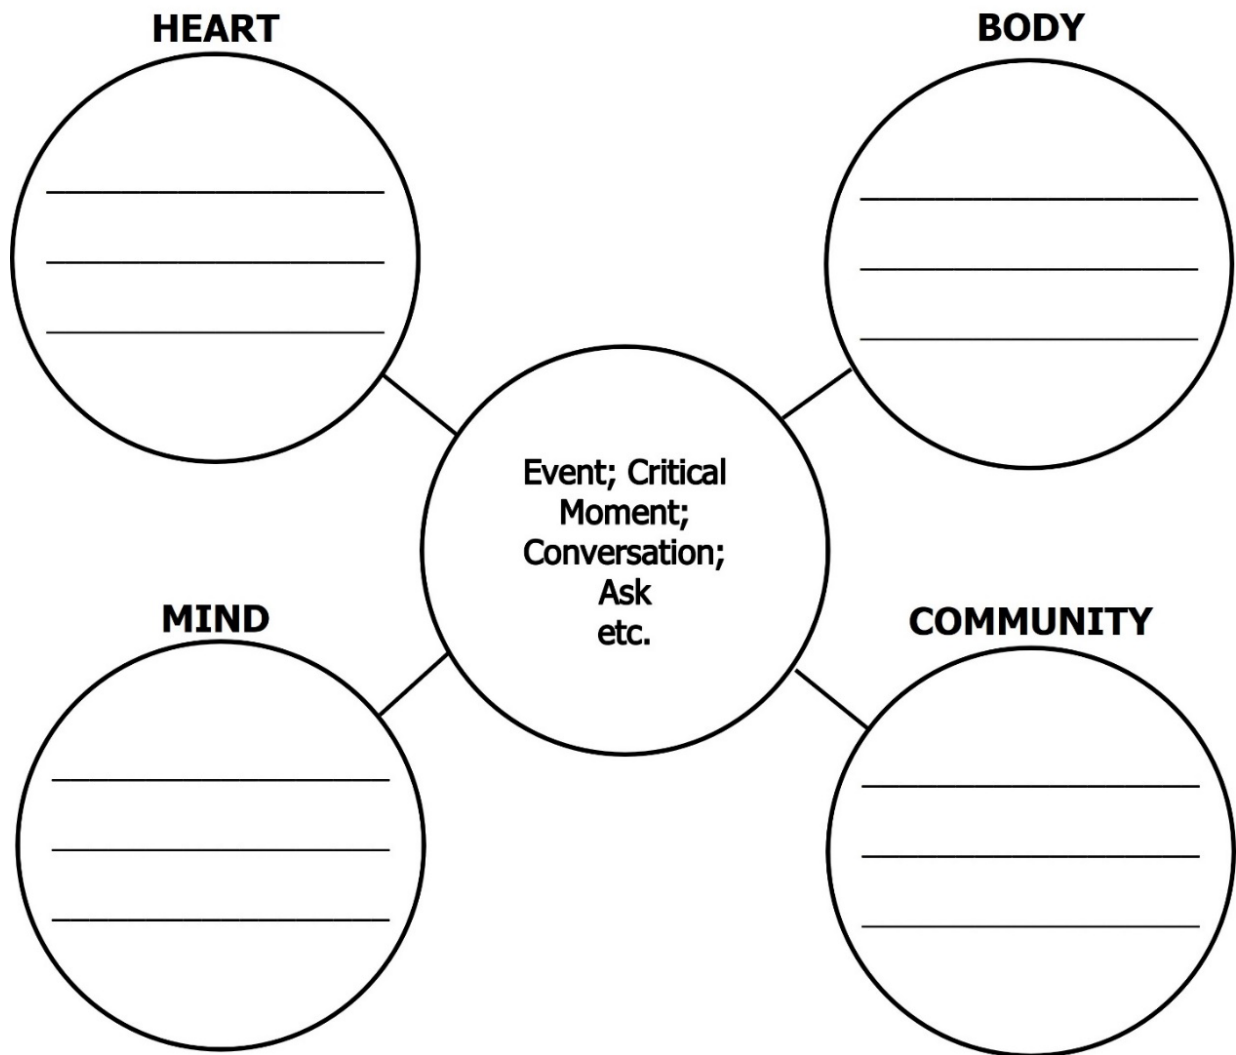 HEART
BODY
Event; Critical
Moment;
Conversation;
Ask
etc.
MIND
COMMUNITY